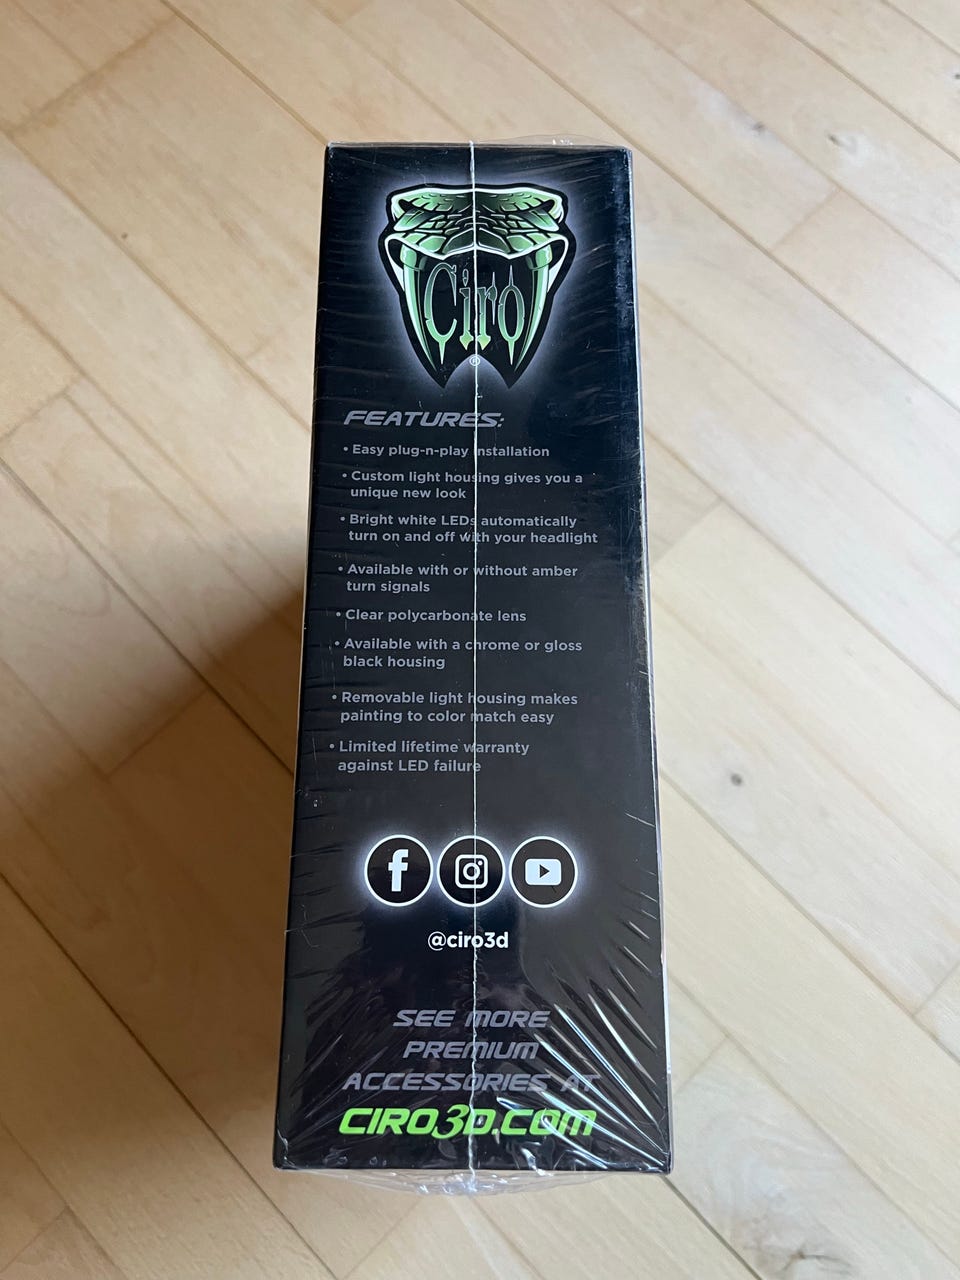 Ciro
®
FEATURES:
• Easy plug-n-play installation
• Custom light housing gives you a
unique new look
• Bright white LEDs automatically
turn on and off with your headlight
• Available with or without amber
turn signals
• Clear polycarbonate lens
• Available with a chrome or gloss
black housing
• Removable light housing makes
painting to color match easy
• Limited lifetime warranty
against LED failure
@ciro3d
SEE MORE
PREMIUM
ACCESSORIES AT
CIRO3D.COM